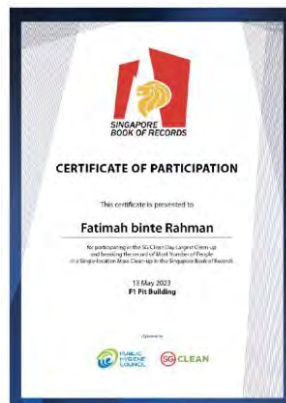 SINGAPORE
BOOK OF RECORDS
CERTIFICATE OF PARTICIPATION
This certificate is presented to
Fatimah binte Rahman
for participating in the SG Clean Day Largest Clean-up
and breaking the record of Most Number of People
in a Single-location Mass Clean-up in the Singapore Book of Records
13 May 2023
F1 Pit Building
PUBLIC
HYGIENE
COUNCIL
SG CLEAN